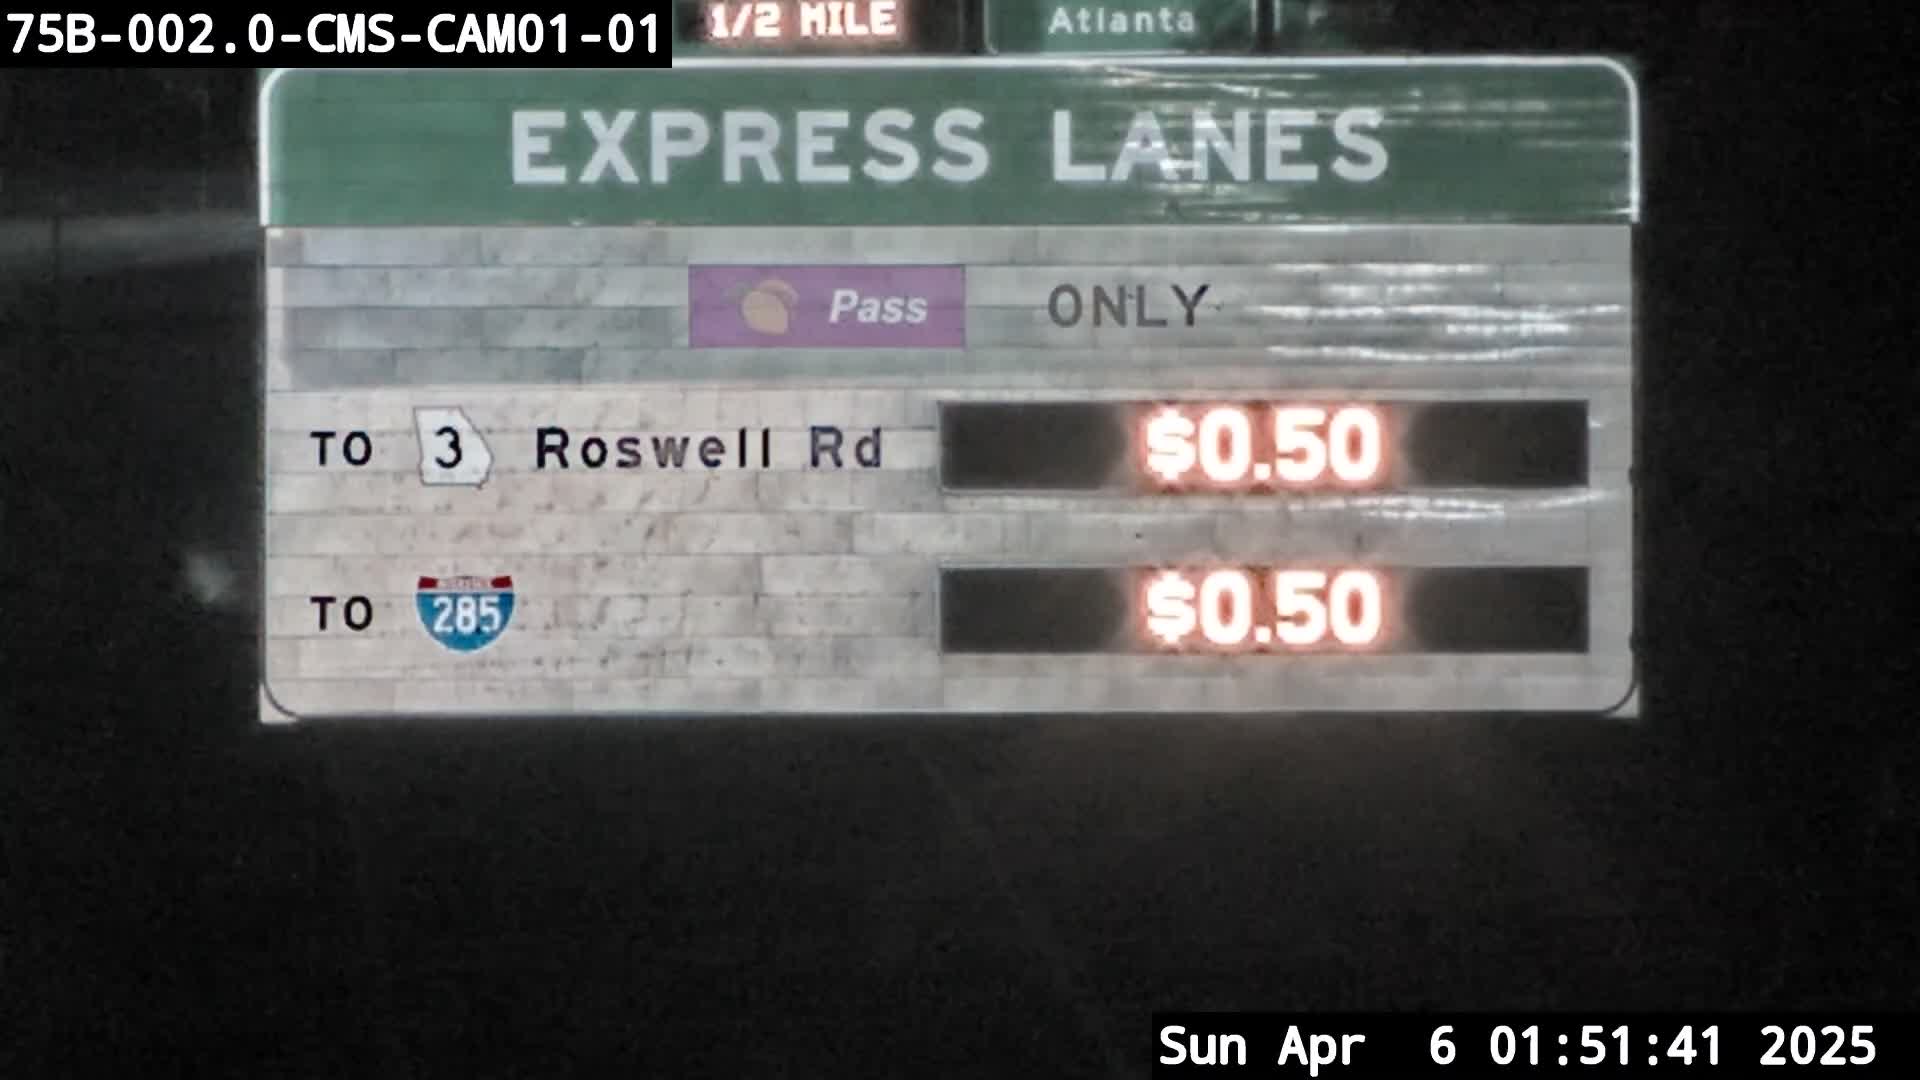 75B-002.0-CMS-CAM01-01
1/2 MILE
Atlanta
EXPRESS LANES
Pass ONLY
TO 3 Roswell Rd $0.50
TO 285 $0.50
Sun Apr 6 01:51:41 2025